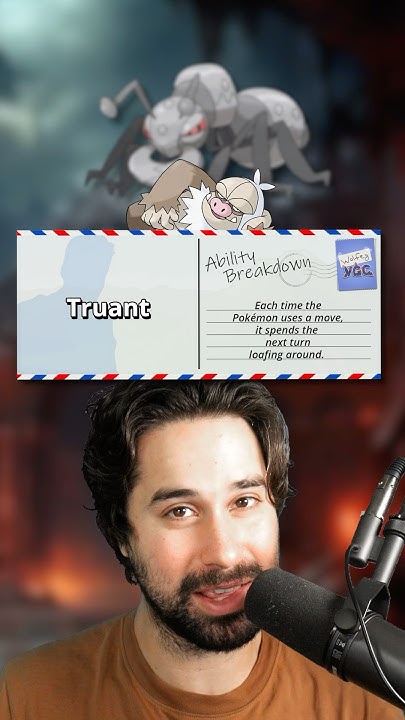 Truant
Ability
Breakdown
Wolfey
VGC
Each time the
Pokémon uses a move,
it spends the
next turn
loafing around.